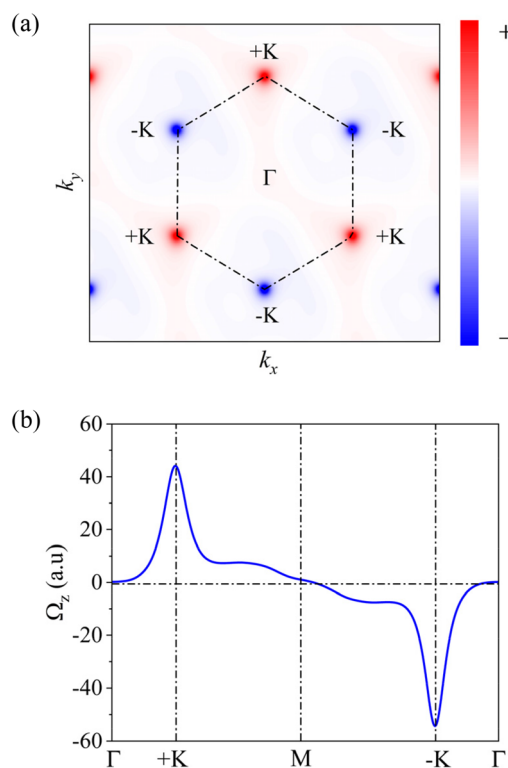 (a)
+
+K
-K
-K
Γ
k_y
+K
+K
-K
−
k_x
(b)
60
40
20
0
-20
-40
-60
Ω_z (a.u)
Γ +K M -K Γ